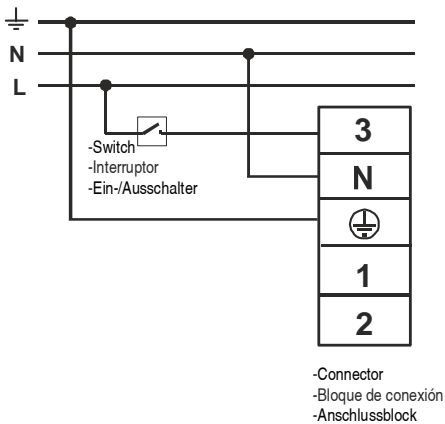 N
L
3
-Switch
-Interruptor
-Ein-/Ausschalter
N
1
2
-Connector
-Bloque de conexión
-Anschlussblock